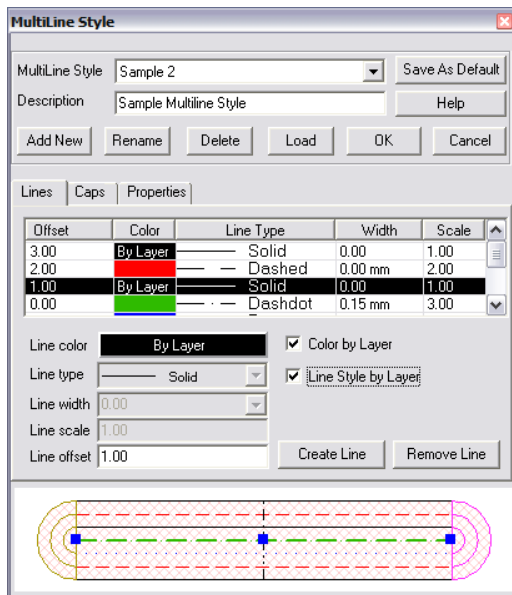 MultiLine Style
MultiLine Style Sample 2 Save As Default
Description Sample Multiline Style Help
Add New Rename Delete Load OK Cancel
Lines Caps Properties
Offset Color Line Type Width Scale
3.00 By Layer Solid 0.00 1.00
2.00 Dashed 0.00 mm 2.00
1.00 By Layer Solid 0.00 1.00
0.00 Dashdot 0.15 mm 3.00
Line color By Layer Color by Layer
Line type Solid Line Style by Layer
Line width 0.00
Line scale 1.00
Line offset 1.00 Create Line Remove Line